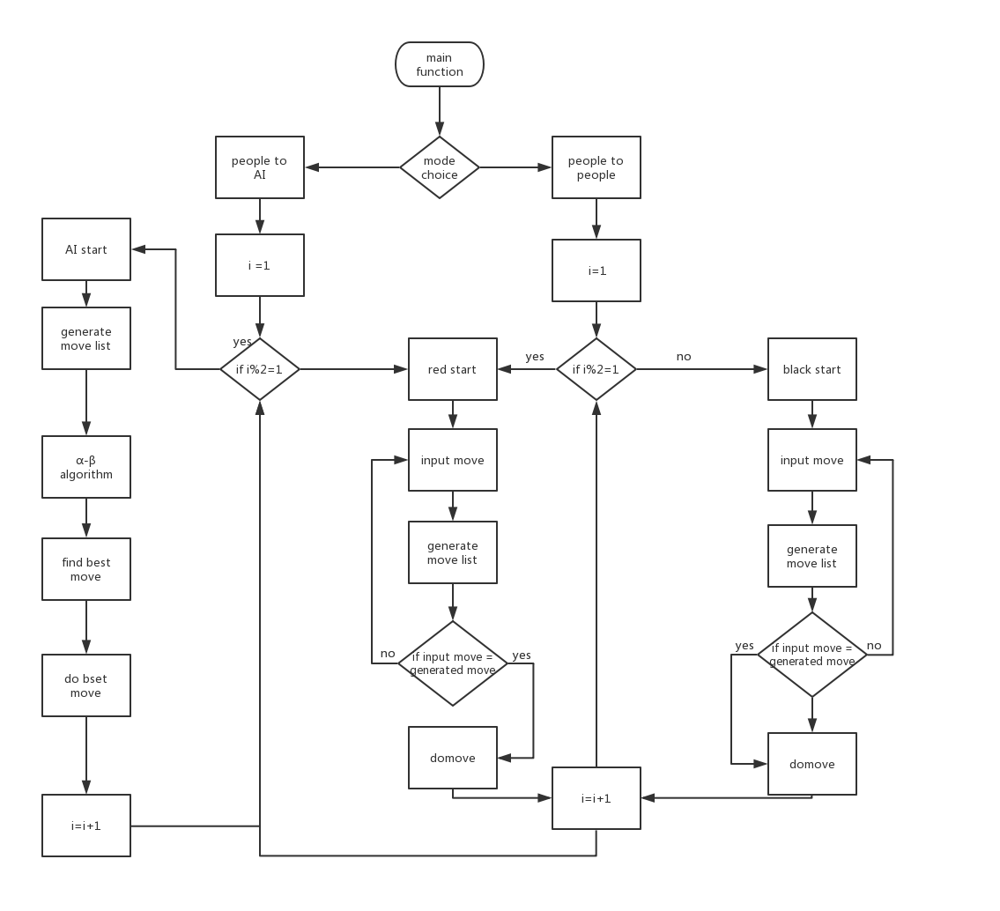 main
function
people to
AI
mode
choice
people to
people
AI start
i =1
i=1
generate
move list
yes
if i%2=1
red start
yes
if i%2=1
no
black start
α-β
algorithm
input move
input move
find best
move
generate
move list
generate
move list
do bset
move
no
if input move =
generated move
yes
yes
if input move =
generated move
no
domove
domove
i=i+1
i=i+1